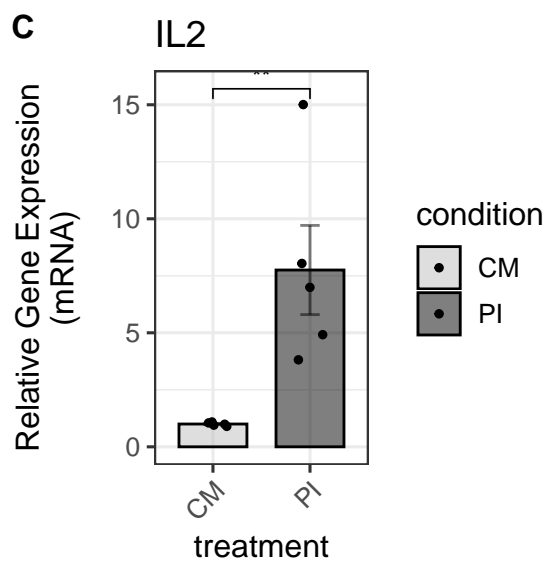 C
IL2
**
Relative Gene Expression
(mRNA)
15
10
5
0
CM
PI
treatment
condition
CM
PI